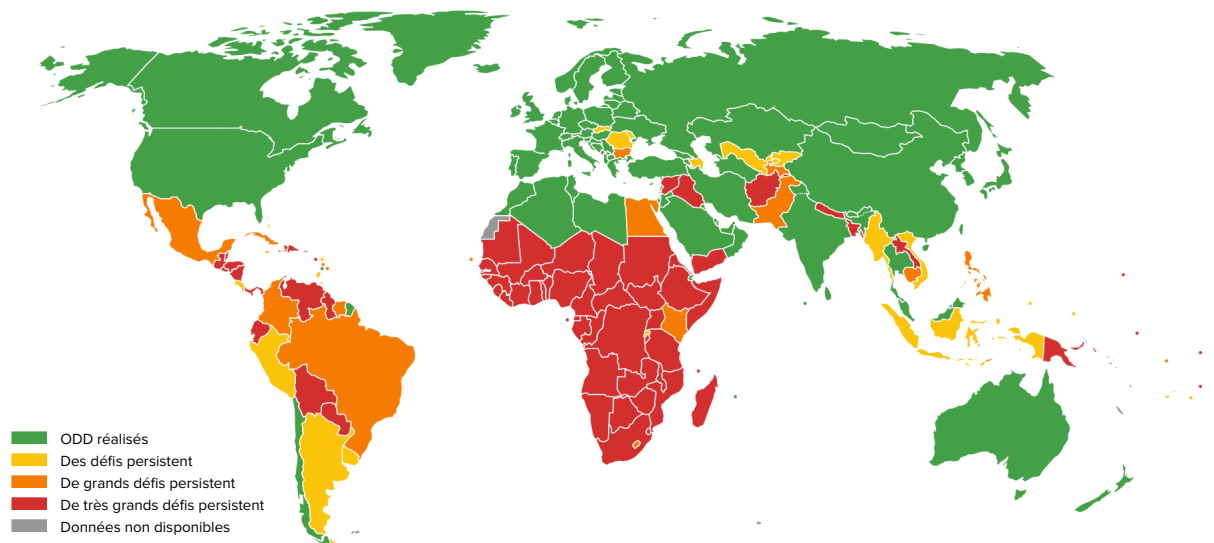 ODD réalisés
Des défis persistent
De grands défis persistent
De très grands défis persistent
Données non disponibles